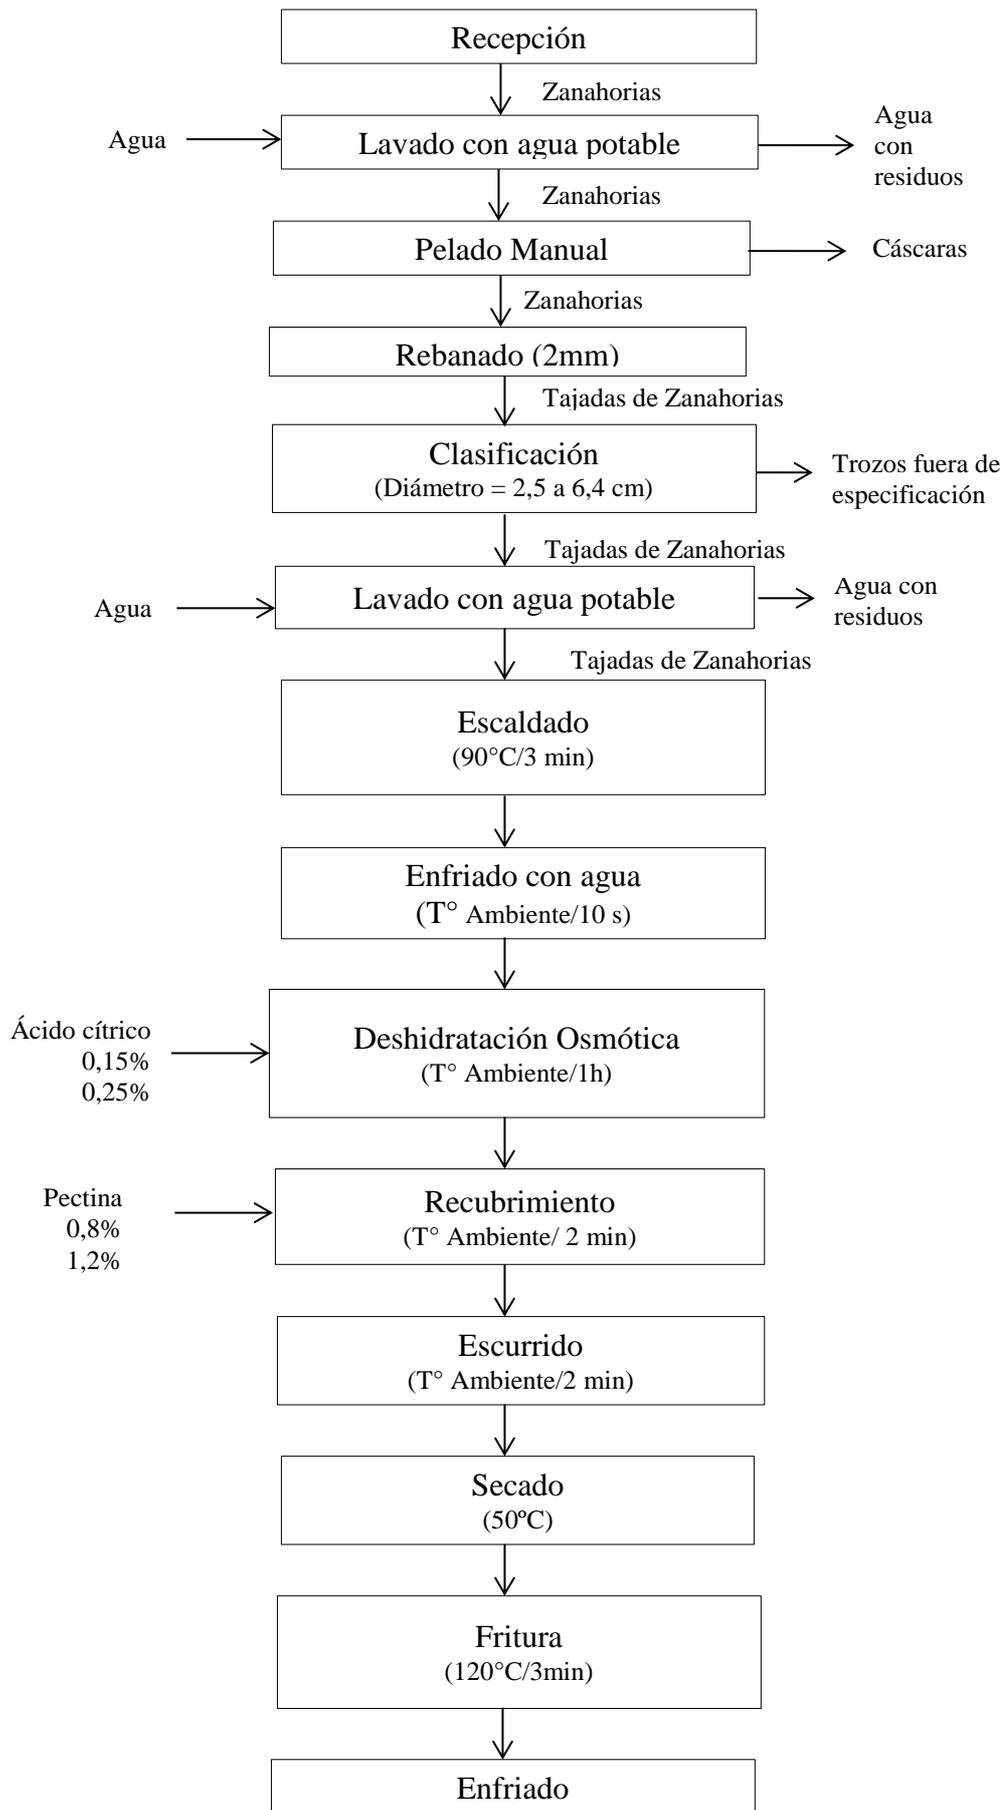 Recepción
Zanahorias
Agua
Lavado con agua potable
Agua
con
residuos
Zanahorias
Pelado Manual
Cáscaras
Zanahorias
Rebanado (2mm)
Tajadas de Zanahorias
Clasificación
(Diámetro = 2,5 a 6,4 cm)
Trozos fuera de
especificación
Tajadas de Zanahorias
Agua
Lavado con agua potable
Agua con
residuos
Tajadas de Zanahorias
Escaldado
(90°C/3 min)
Enfriado con agua
(T° Ambiente/10 s)
Ácido cítrico
0,15%
0,25%
Deshidratación Osmótica
(T° Ambiente/1h)
Pectina
0,8%
1,2%
Recubrimiento
(T° Ambiente/ 2 min)
Escurrido
(T° Ambiente/2 min)
Secado
(50ºC)
Fritura
(120°C/3min)
Enfriado